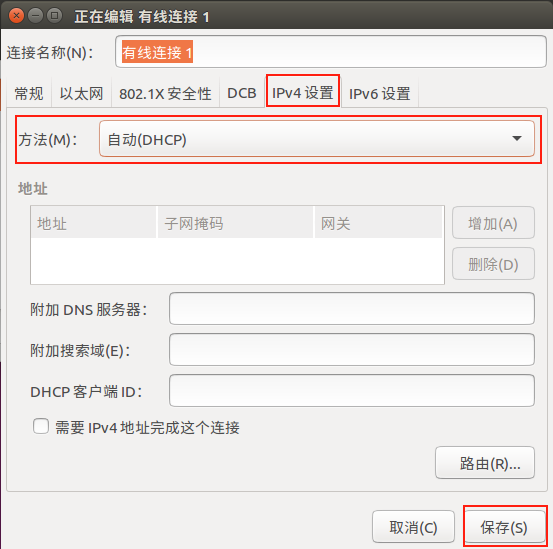 正在编辑 有线连接 1
连接名称(N)： 有线连接 1
常规 以太网 802.1X 安全性 DCB IPv4 设置 IPv6 设置
方法(M)： 自动(DHCP)
地址
地址 子网掩码 网关 增加(A)
删除(D)
附加 DNS 服务器：
附加搜索域(E)：
DHCP 客户端 ID：
需要 IPv4 地址完成这个连接
路由(R)...
取消(C) 保存(S)